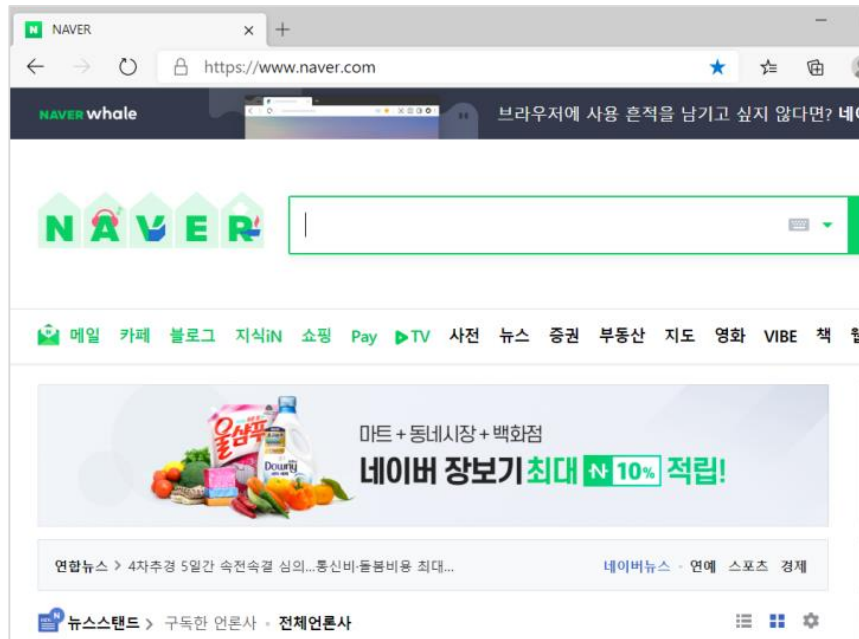 NAVER
https://www.naver.com
NAVER whale
브라우저에 사용 흔적을 남기고 싶지 않다면?
NAVER
메일 카페 블로그 지식iN 쇼핑 Pay TV 사전 뉴스 증권 부동산 지도 영화 VIBE 책
울샴푸
Downy
마트 + 동네시장 + 백화점
네이버 장보기 최대 N 10% 적립!
연합뉴스 > 4차추경 5일간 속전속결 심의...통신비·돌봄비용 최대...
네이버뉴스 · 연예 스포츠 경제
뉴스스탠드 > 구독한 언론사 · 전체언론사